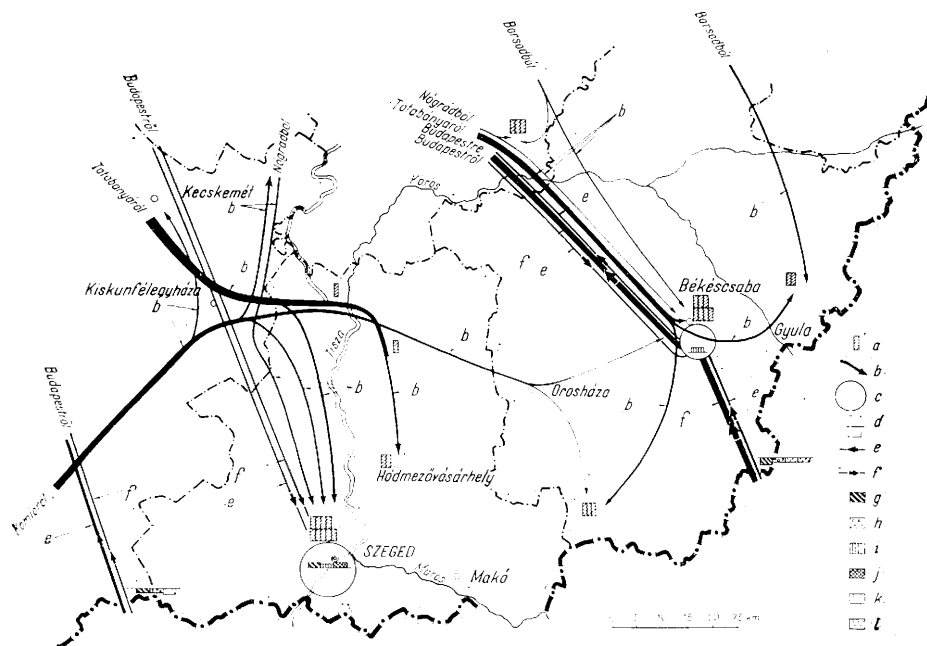 Borsodból
Borsodból
Budapestről
Nógrádból
Tatabányáról
Budapestre
Budapestről
b
Nógrádból
Tatabányáról
Kecskemét
b
Körös
e
b
b
f
e
Békéscsaba
Kiskunfélegyháza
b
Tisza
b
b
Gyula
a
b
c
d
e
f
g
h
i
j
k
l
Budapestről
b
b
Orosháza
b
f
e
Hódmezővásárhely
f
f
e
Komlóról
e
SZEGED
Maros
Makó
km